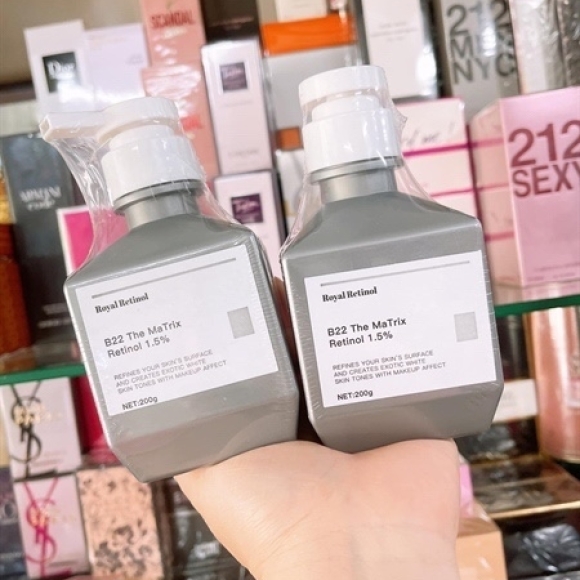 SCANDAL
Dior
212
MEN
NYC
212
SEXY
ARMANI
code
Royal Retinol
B22 The MaTrix
Retinol 1.5%
REFINES YOUR SKIN'S SURFACE
AND CREATES EXOTIC WHITE
SKIN TONES WITH MAKEUP AFFECT
NET:200g
Royal Retinol
B22 The MaTrix
Retinol 1.5%
REFINES YOUR SKIN'S SURFACE
AND CREATES EXOTIC WHITE
SKIN TONES WITH MAKEUP AFFECT
NET:200g